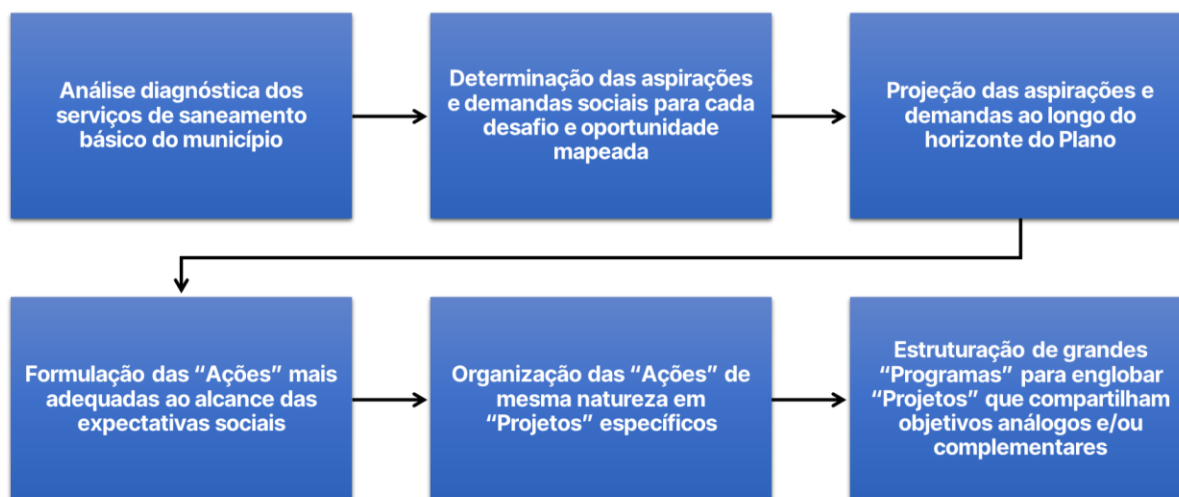 Análise diagnóstica dos
serviços de saneamento
básico do município
Determinação das aspirações
e demandas sociais para cada
desafio e oportunidade
mapeada
Projeção das aspirações e
demandas ao longo do
horizonte do Plano
Formulação das “Ações” mais
adequadas ao alcance das
expectativas sociais
Organização das “Ações” de
mesma natureza em
“Projetos” específicos
Estruturação de grandes
“Programas” para englobar
“Projetos” que compartilham
objetivos análogos e/ou
complementares